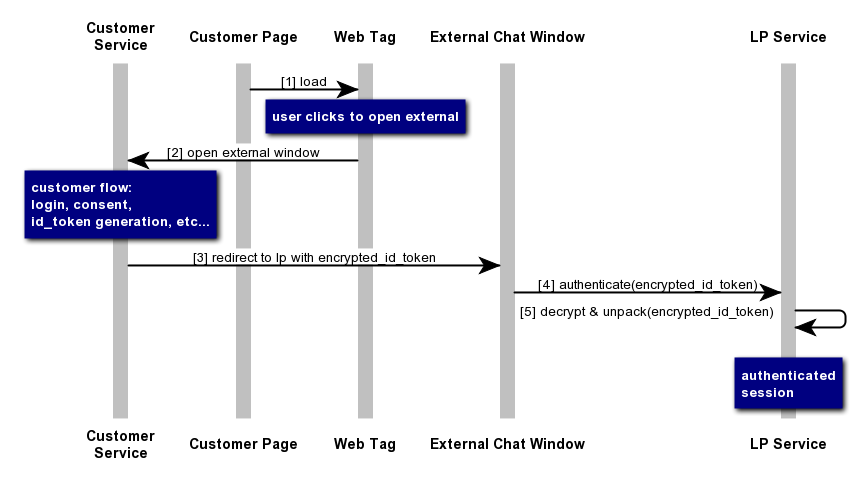 Customer
Service
Customer Page
Web Tag
External Chat Window
LP Service
[1] load
user clicks to open external
[2] open external window
customer flow:
login, consent,
id_token generation, etc...
[3] redirect to lp with encrypted_id_token
[4] authenticate(encrypted_id_token)
[5] decrypt & unpack(encrypted_id_token)
authenticated
session
Customer
Service
Customer Page
Web Tag
External Chat Window
LP Service